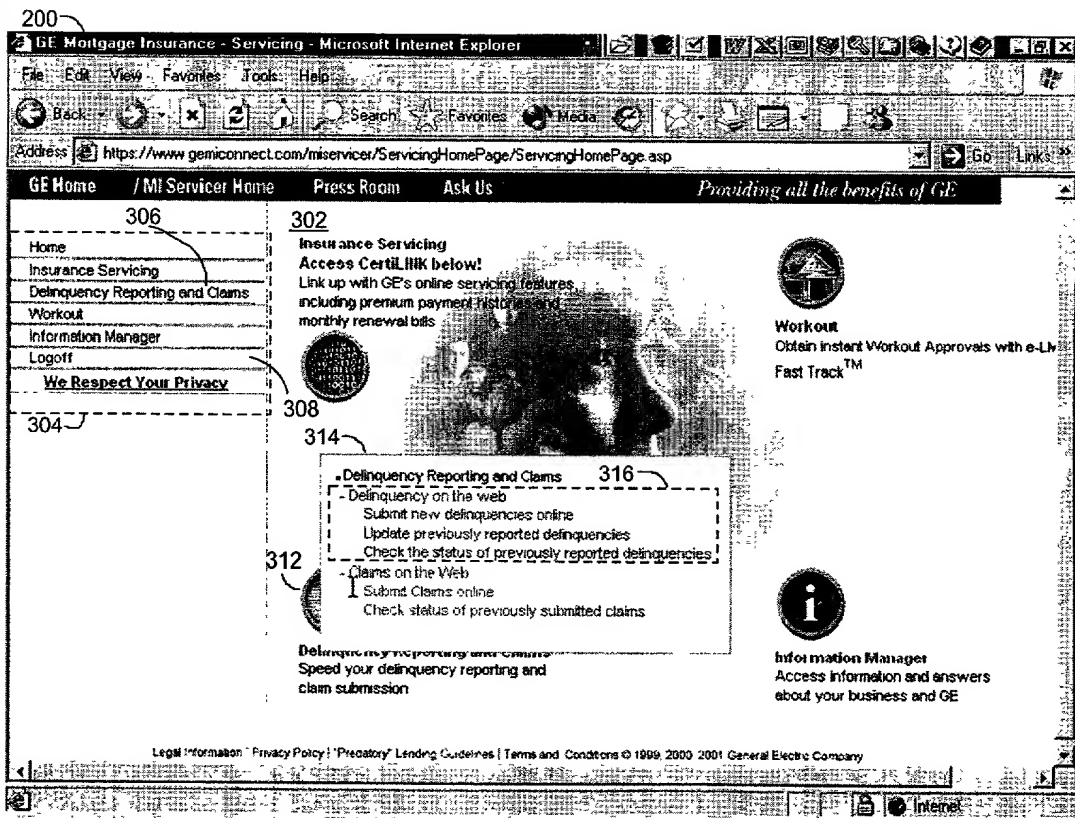 200
GE Mortgage Insurance - Servicing - Microsoft Internet Explorer
File Edit View Favorites Tools Help
Back Search Favorites Media
Address https://www gemiconnect.com/miservicer/ServicingHomePage/ServicingHomePage.asp Go Links »
GE Home / MI Servicer Home Press Room Ask Us Providing all the benefits of GE
306
302
Home
Insurance Servicing
Delinquency Reporting and Claims
Workout
Information Manager
Logoff
We Respect Your Privacy
308
304
Insurance Servicing
Access CertiLINK below!
Link up with GE's online servicing features,
including premium payment histories and
monthly renewal bills
Workout
Obtain instant Workout Approvals with e-Liv
Fast Track™
314
316
Delinquency Reporting and Claims
- Delinquency on the web
Submit new delinquencies online
Update previously reported delinquencies
Check the status of previously reported delinquencies
- Claims on the Web
Submit Claims online
Check status of previously submitted claims
312
Delinquency Reporting and Claims
Speed your delinquency reporting and
claim submission
i
Information Manager
Access information and answers
about your business and GE
Legal Information | Privacy Policy | "Predatory" Lending Guidelines | Terms and Conditions © 1999, 2000, 2001 General Electric Company
Internet